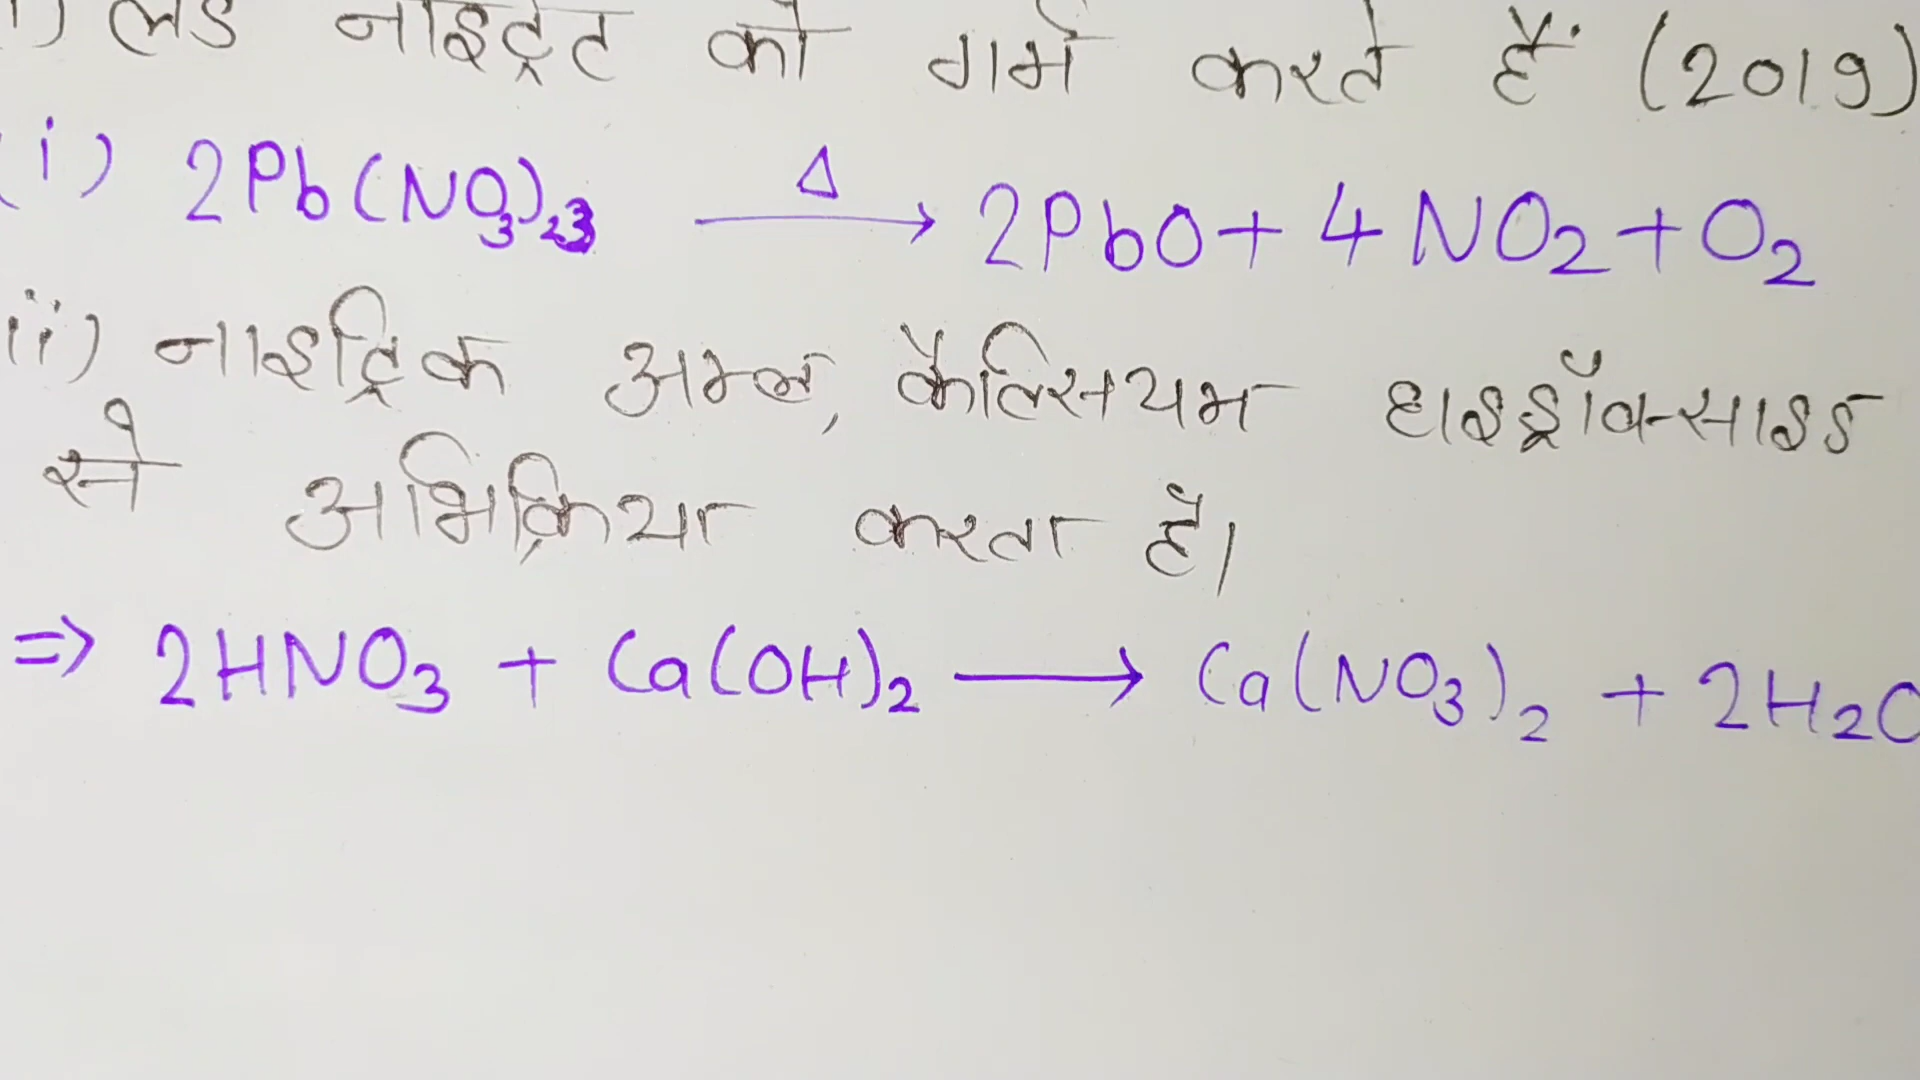 i) लेड नाइट्रेट को गर्म करते हैं (2019)
(i) 2Pb(NO3)2 Δ → 2PbO + 4NO2 + O2
ii) नाइट्रिक अम्ल, कैल्सियम हाइड्रॉक्साइड
से अभिक्रिया करता है।
⇒ 2HNO3 + Ca(OH)2 → Ca(NO3)2 + 2H2O